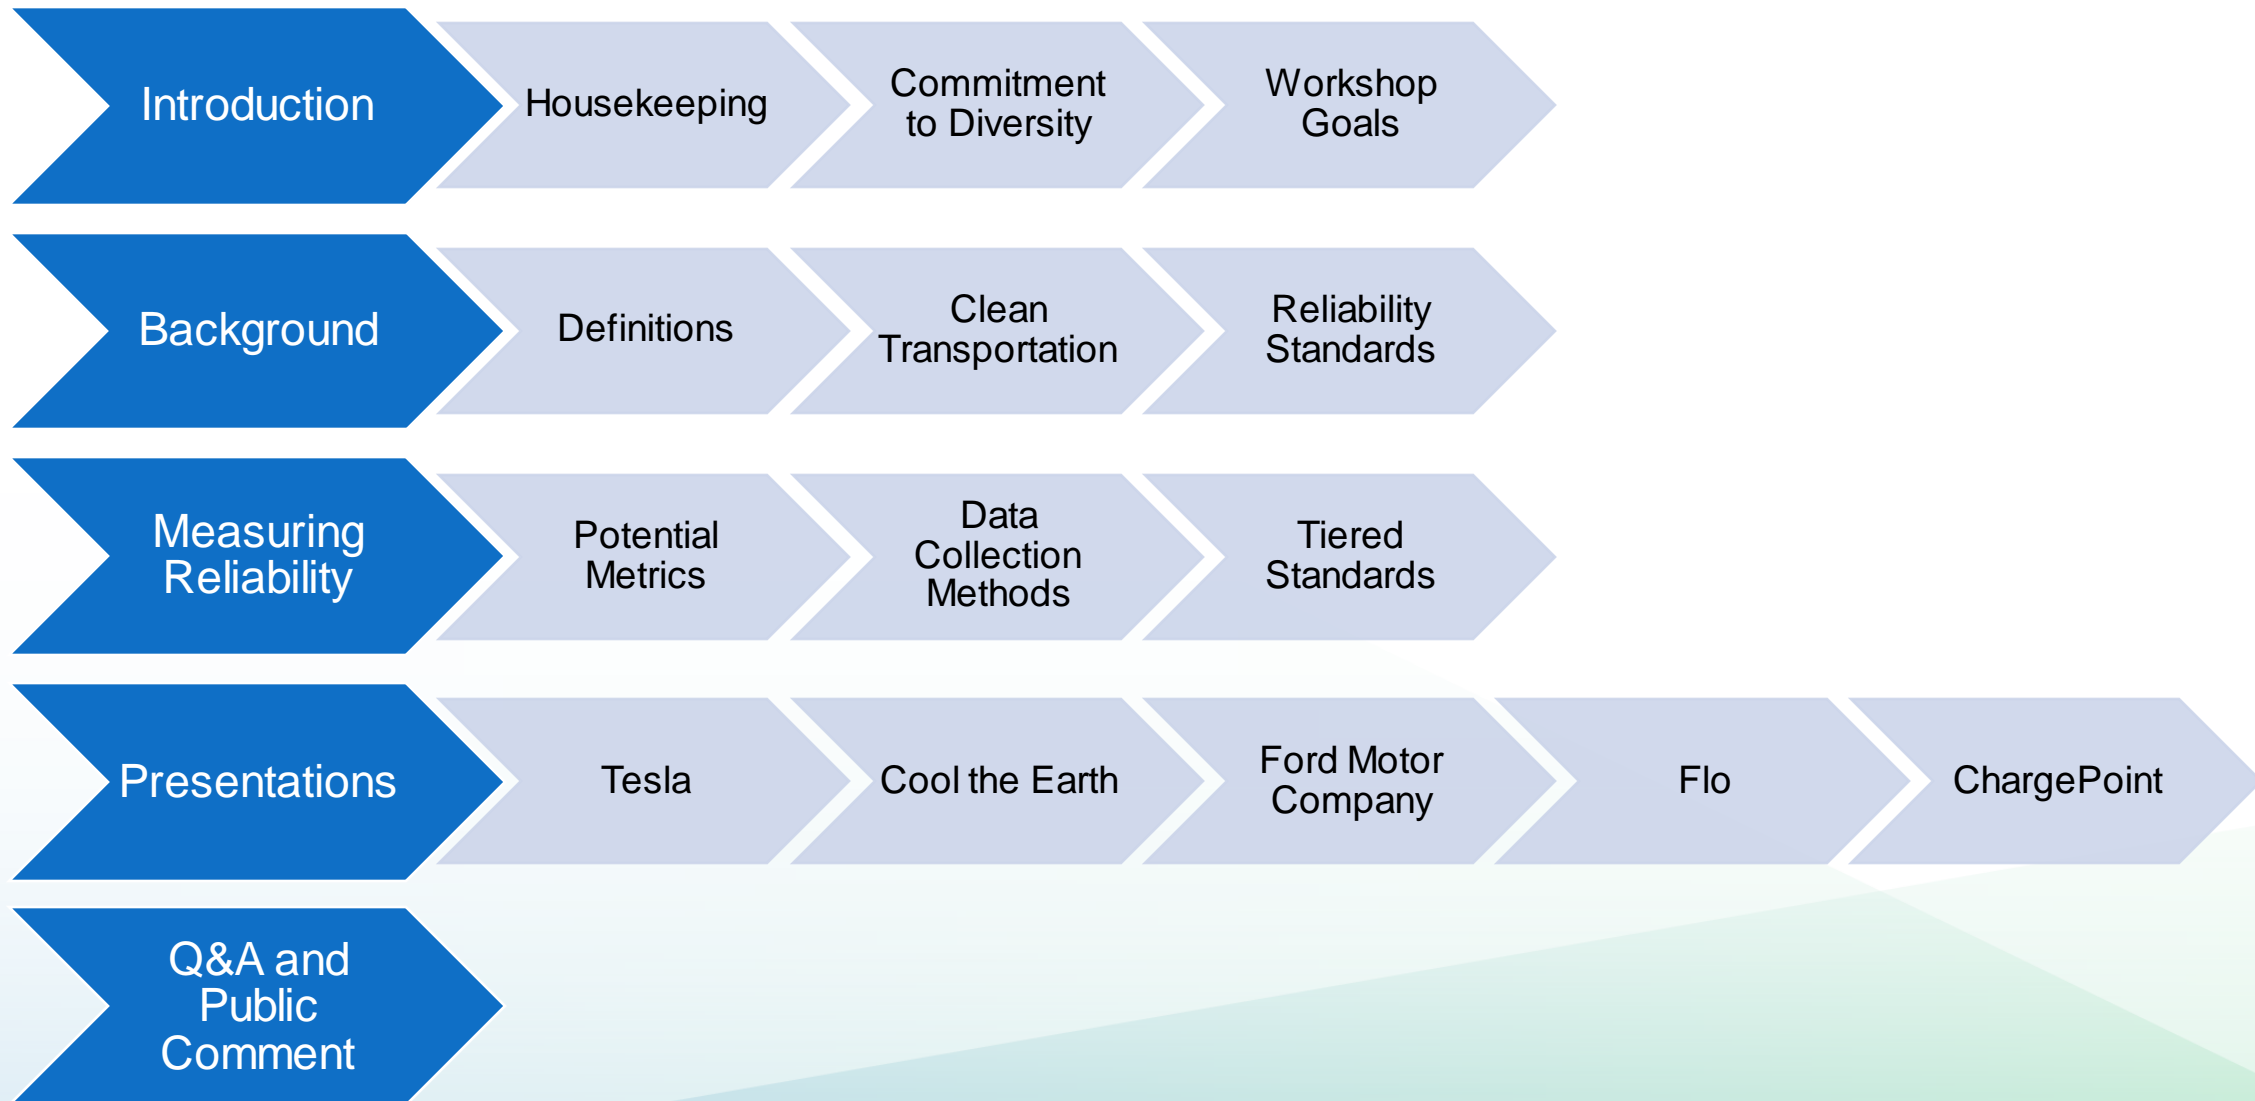 Introduction
Housekeeping
Commitment
to Diversity
Workshop
Goals
Background
Definitions
Clean
Transportation
Reliability
Standards
Measuring
Reliability
Potential
Metrics
Data
Collection
Methods
Tiered
Standards
Presentations
Tesla
Cool the Earth
Ford Motor
Company
Flo
ChargePoint
Q&A and
Public
Comment